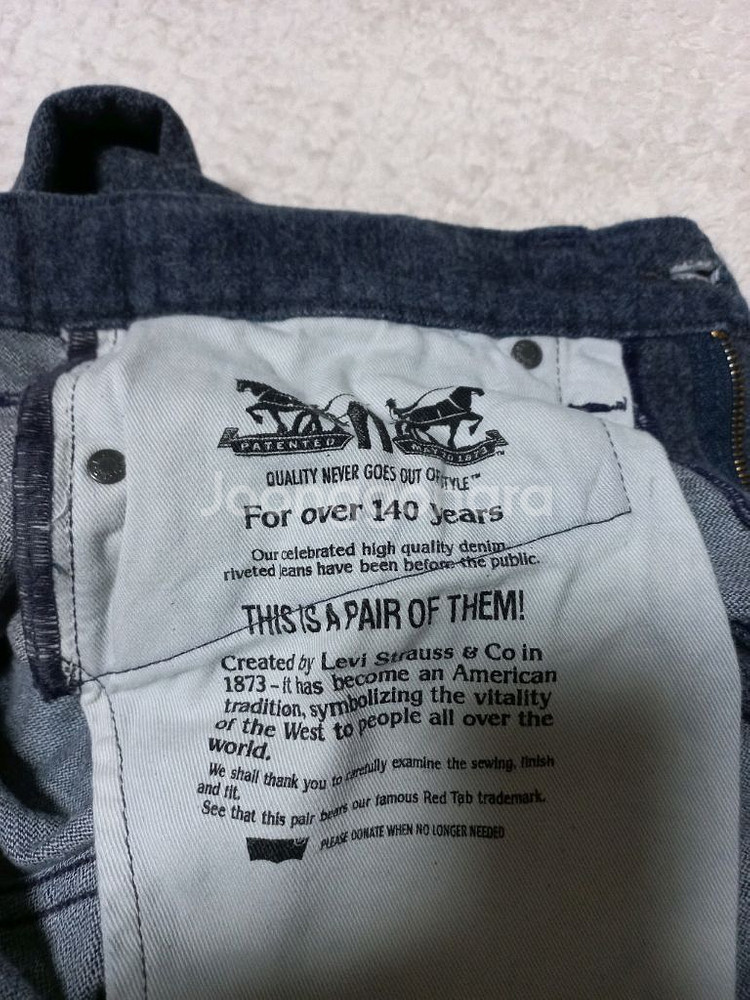 PATENTED MAY 20 1873
QUALITY NEVER GOES OUT OF STYLE™
Joongna
For over 140 years
Our celebrated high quality denim
riveted jeans have been before the public.
THIS IS A PAIR OF THEM!
Created by Levi Strauss & Co in
1873 - it has become an American
tradition, symbolizing the vitality
of the West to people all over the
world.
We shall thank you to carefully examine the sewing, finish
and fit.
See that this pair bears our famous Red Tab trademark.
PLEASE DONATE WHEN NO LONGER NEEDED